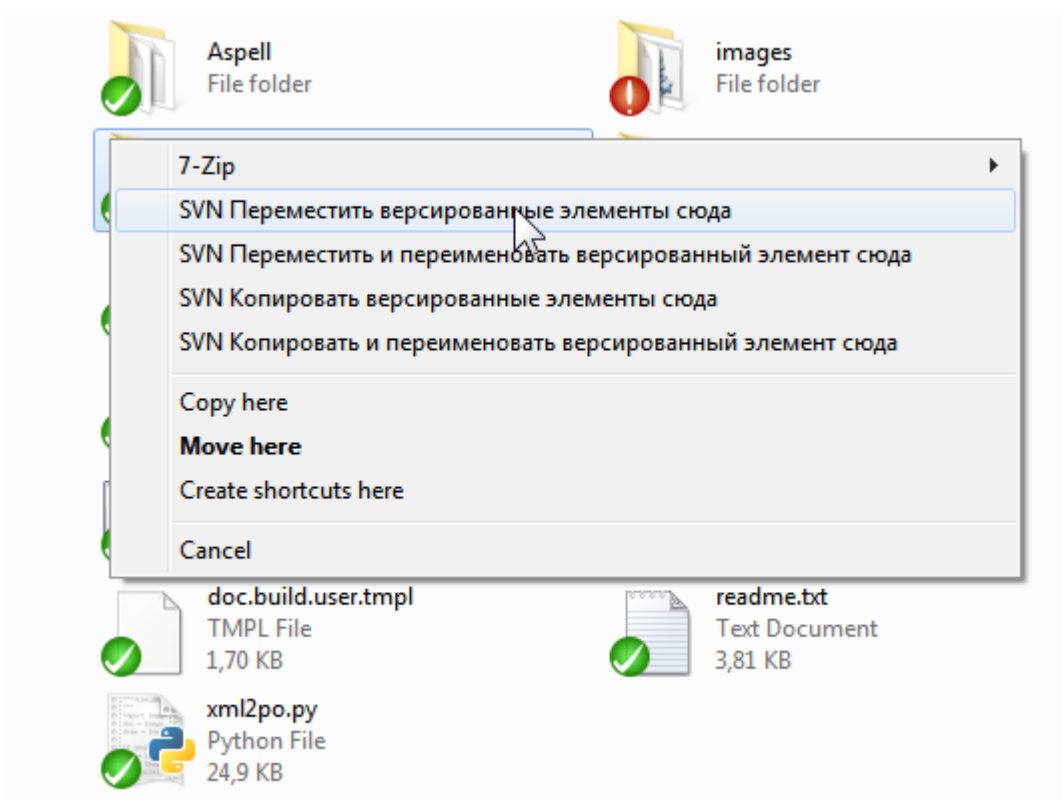 Aspell
File folder
images
File folder
7-Zip
SVN Переместить версированные элементы сюда
SVN Переместить и переименовать версированный элемент сюда
SVN Копировать версированные элементы сюда
SVN Копировать и переименовать версированный элемент сюда
Copy here
Move here
Create shortcuts here
Cancel
doc.build.user.tmpl
TMPL File
1,70 KB
readme.txt
Text Document
3,81 KB
xml2po.py
Python File
24,9 KB